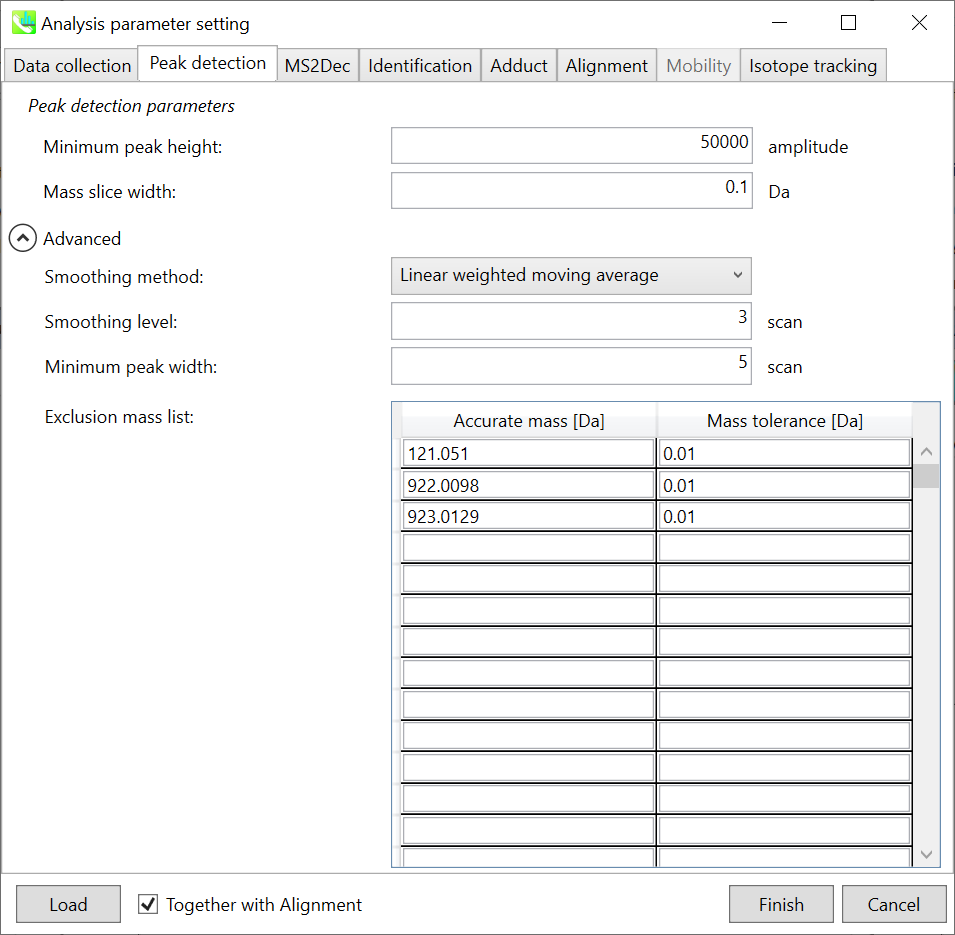 Analysis parameter setting
Data collection Peak detection MS2Dec Identification Adduct Alignment Mobility Isotope tracking
Peak detection parameters
Minimum peak height: 50000 amplitude
Mass slice width: 0.1 Da
Advanced
Smoothing method: Linear weighted moving average
Smoothing level: 3 scan
Minimum peak width: 5 scan
Exclusion mass list: Accurate mass [Da] Mass tolerance [Da]
121.051 0.01
922.0098 0.01
923.0129 0.01
Load Together with Alignment Finish Cancel